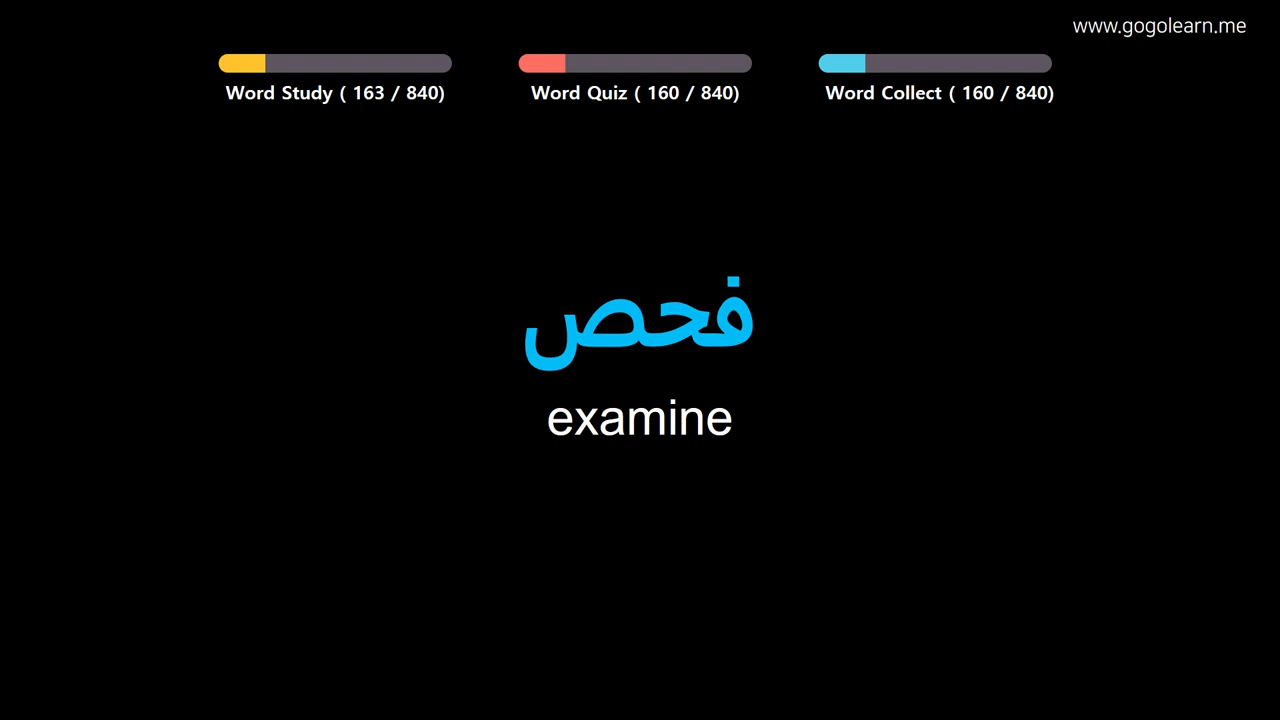 www.gogolearn.me
Word Study ( 163 / 840)
Word Quiz ( 160 / 840)
Word Collect ( 160 / 840)
فحص
examine